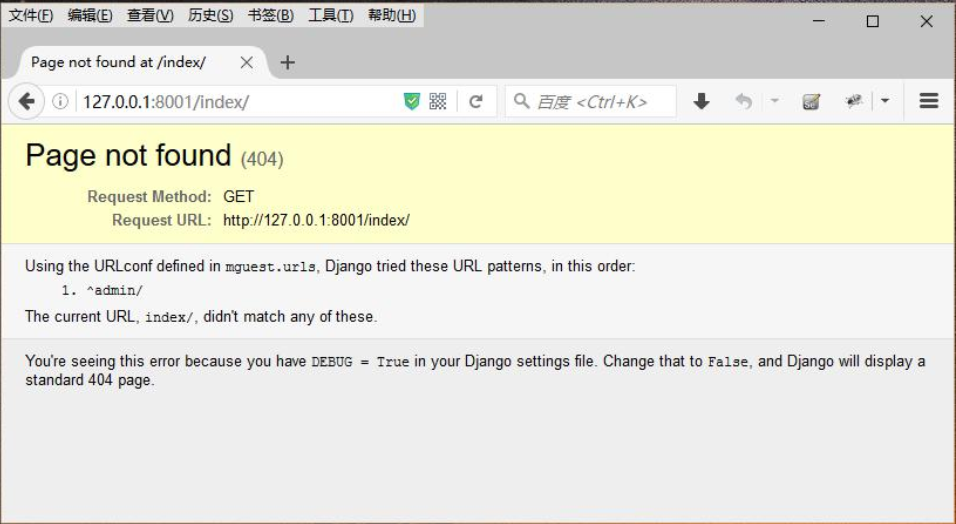 文件(F) 编辑(E) 查看(V) 历史(S) 书签(B) 工具(T) 帮助(H)
Page not found at /index/
127.0.0.1:8001/index/
百度 <Ctrl+K>
Page not found (404)
Request Method: GET
Request URL: http://127.0.0.1:8001/index/
Using the URLconf defined in mguest.urls, Django tried these URL patterns, in this order:
1. ^admin/
The current URL, index/, didn't match any of these.
You're seeing this error because you have DEBUG = True in your Django settings file. Change that to False, and Django will display a
standard 404 page.